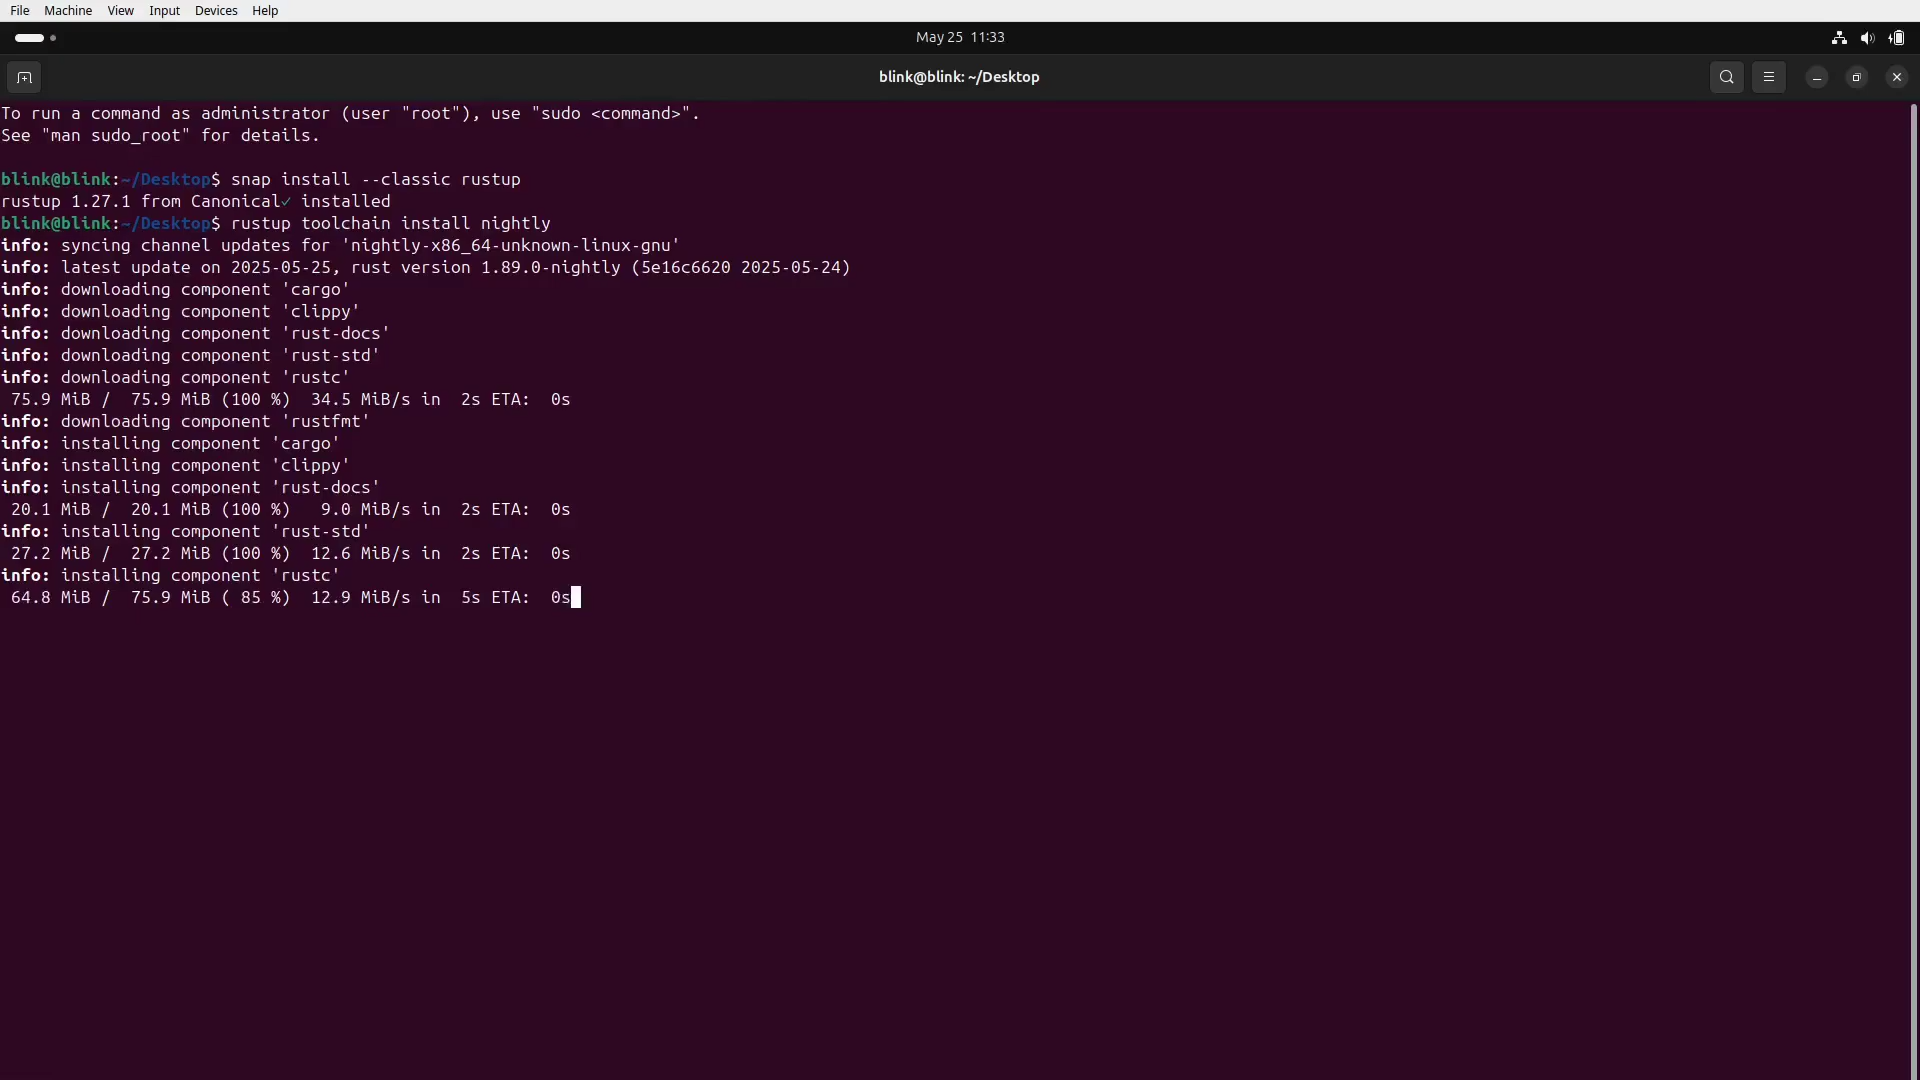 File Machine View Input Devices Help
May 25 11:33
blink@blink: ~/Desktop
To run a command as administrator (user "root"), use "sudo <command>".
See "man sudo_root" for details.
blink@blink:~/Desktop$ snap install --classic rustup
rustup 1.27.1 from Canonical✓ installed
blink@blink:~/Desktop$ rustup toolchain install nightly
info: syncing channel updates for 'nightly-x86_64-unknown-linux-gnu'
info: latest update on 2025-05-25, rust version 1.89.0-nightly (5e16c6620 2025-05-24)
info: downloading component 'cargo'
info: downloading component 'clippy'
info: downloading component 'rust-docs'
info: downloading component 'rust-std'
info: downloading component 'rustc'
 75.9 MiB /  75.9 MiB (100 %)  34.5 MiB/s in  2s ETA:  0s
info: downloading component 'rustfmt'
info: installing component 'cargo'
info: installing component 'clippy'
info: installing component 'rust-docs'
 20.1 MiB /  20.1 MiB (100 %)   9.0 MiB/s in  2s ETA:  0s
info: installing component 'rust-std'
 27.2 MiB /  27.2 MiB (100 %)  12.6 MiB/s in  2s ETA:  0s
info: installing component 'rustc'
 64.8 MiB /  75.9 MiB ( 85 %)  12.9 MiB/s in  5s ETA:  0s